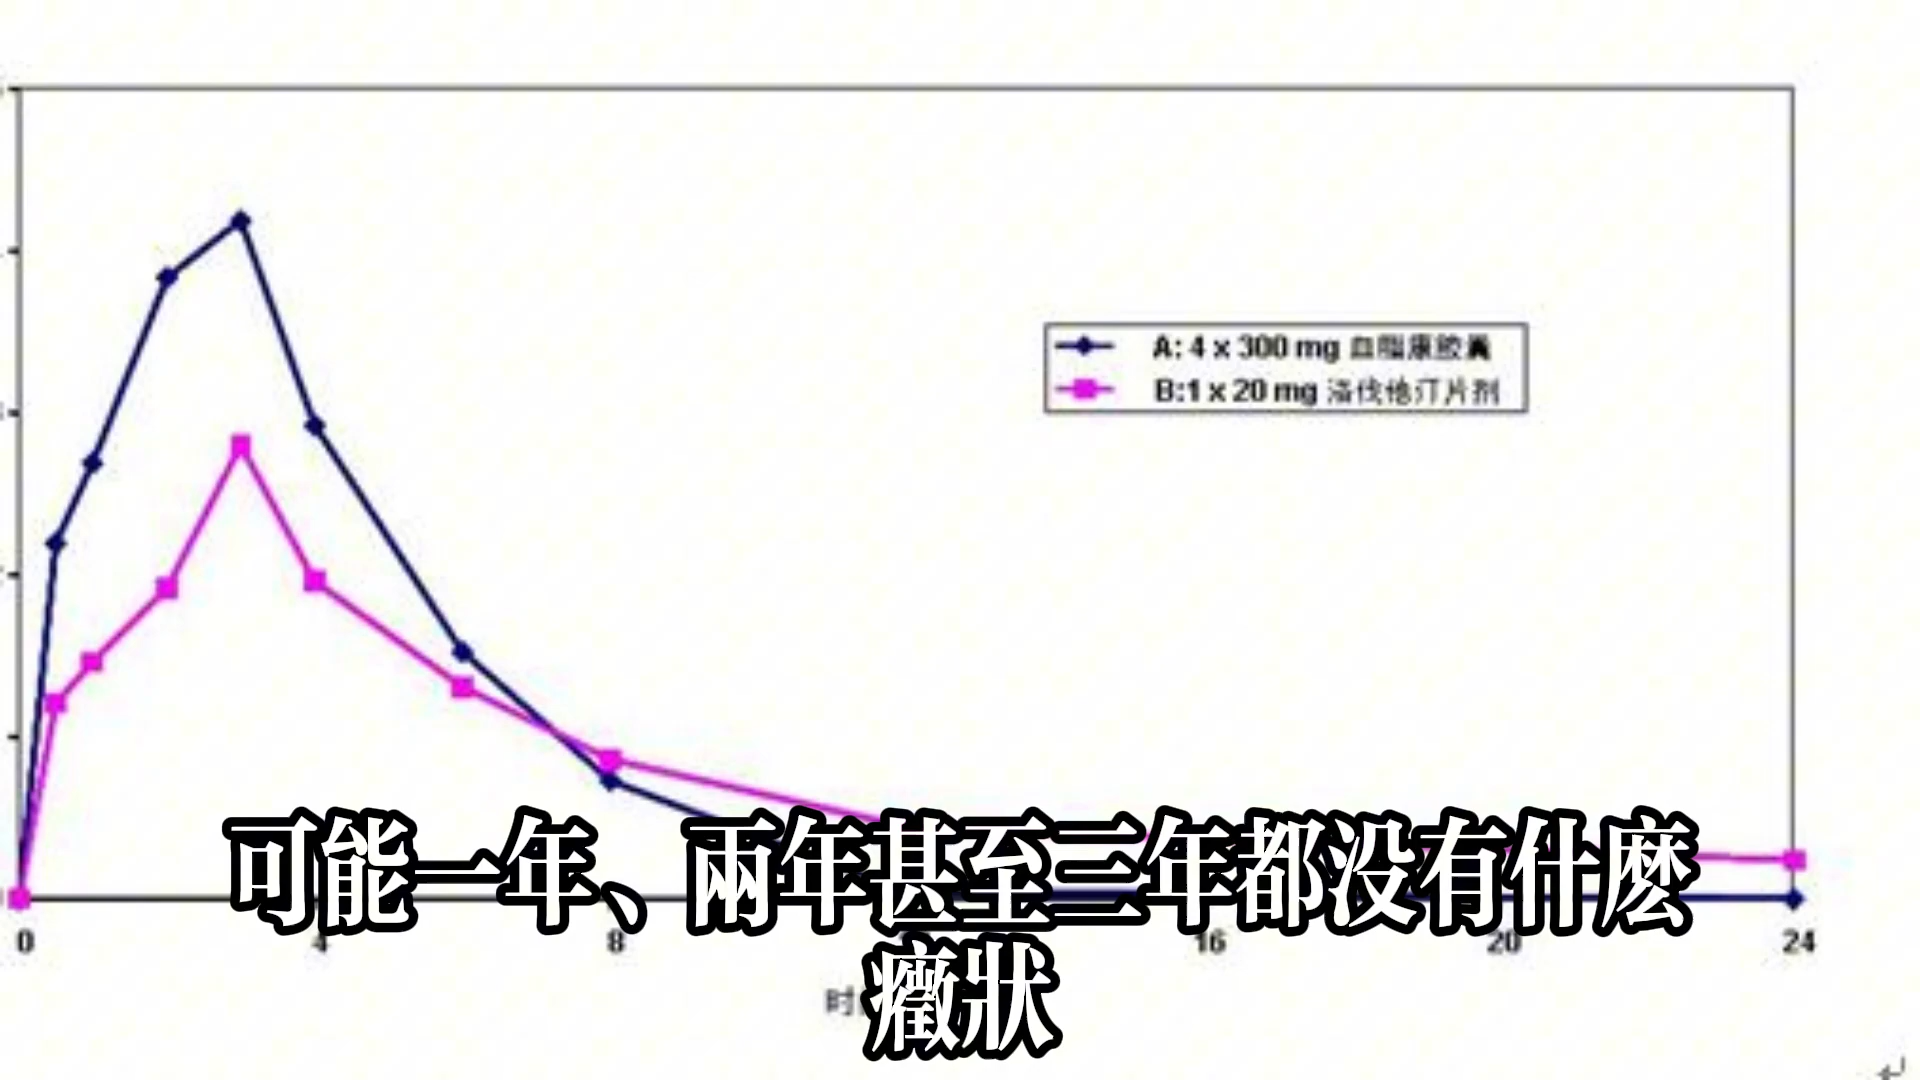 A: 4 x 300 mg 血脂康胶囊
B:1 x 20 mg 洛伐他汀片剂
可能一年、兩年甚至三年都没有什麽
癥狀
0 4 8 16 20 24
时